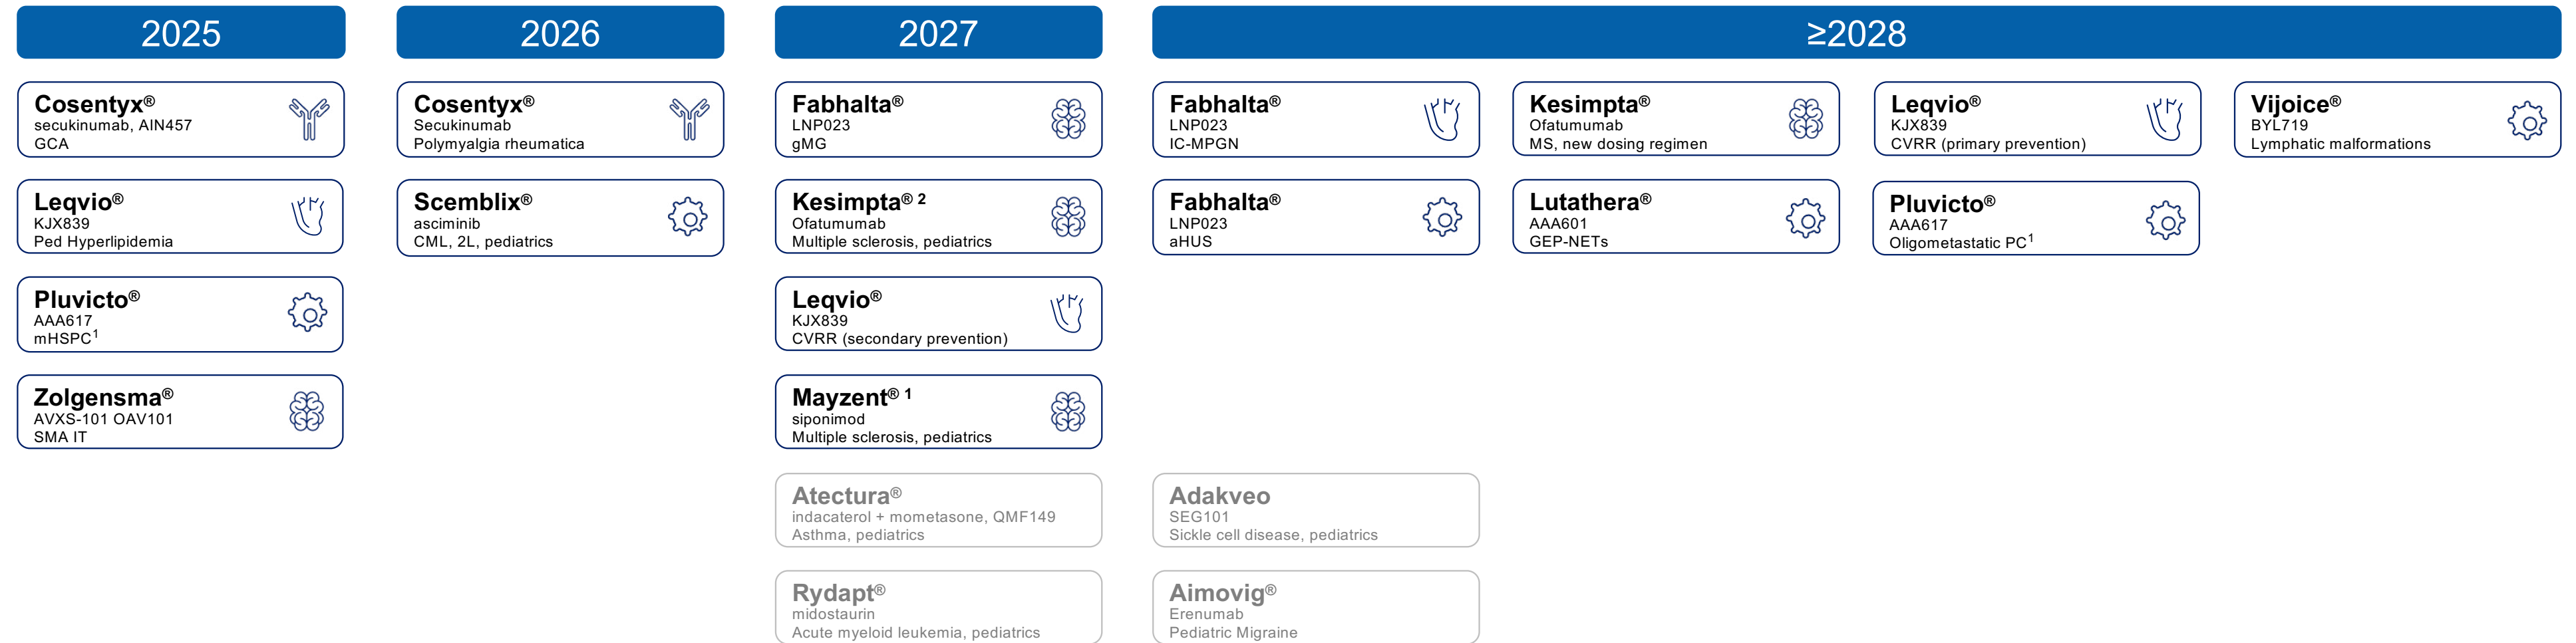 2025
Cosentyx®
secukinumab, AIN457
GCA
Leqvio®
KJX839
Ped Hyperlipidemia
Pluvicto®
AAA617
mHSPC1
Zolgensma®
AVXS-101 OAV101
SMA IT
2026
Cosentyx®
Secukinumab
Polymyalgia rheumatica
Scemblix®
asciminib
CML, 2L, pediatrics
2027
Fabhalta®
LNP023
gMG
Kesimpta® 2
Ofatumumab
Multiple sclerosis, pediatrics
Leqvio®
KJX839
CVRR (secondary prevention)
Mayzent® 1
siponimod
Multiple sclerosis, pediatrics
Atectura®
indacaterol + mometasone, QMF149
Asthma, pediatrics
Rydapt®
midostaurin
Acute myeloid leukemia, pediatrics
≥2028
Fabhalta®
LNP023
IC-MPGN
Fabhalta®
LNP023
aHUS
Adakveo
SEG101
Sickle cell disease, pediatrics
Aimovig®
Erenumab
Pediatric Migraine
Kesimpta®
Ofatumumab
MS, new dosing regimen
Lutathera®
AAA601
GEP-NETs
Leqvio®
KJX839
CVRR (primary prevention)
Pluvicto®
AAA617
Oligometastatic PC1
Vijoice®
BYL719
Lymphatic malformations